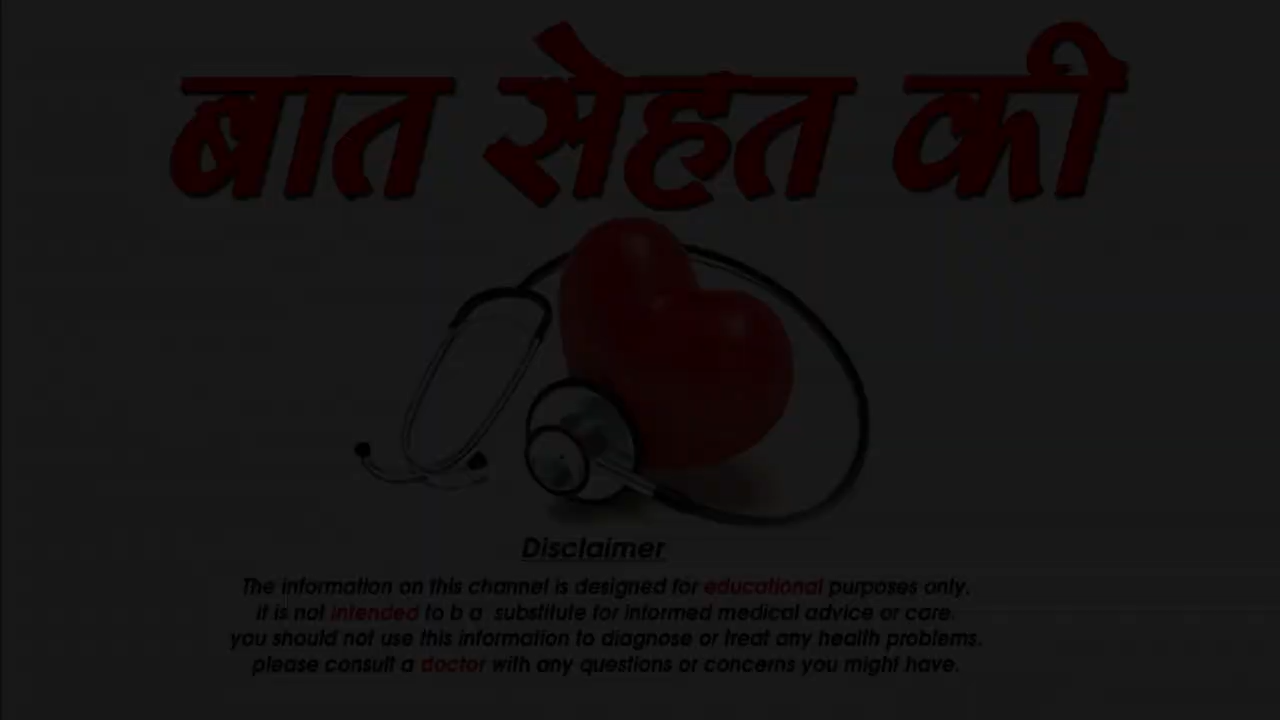 बात सेहत की
Disclaimer
The information on this channel is designed for educational purposes only.
it is not intended to b a substitute for informed medical advice or care.
you should not use this information to diagnose or treat any health problems.
please consult a doctor with any questions or concerns you might have.